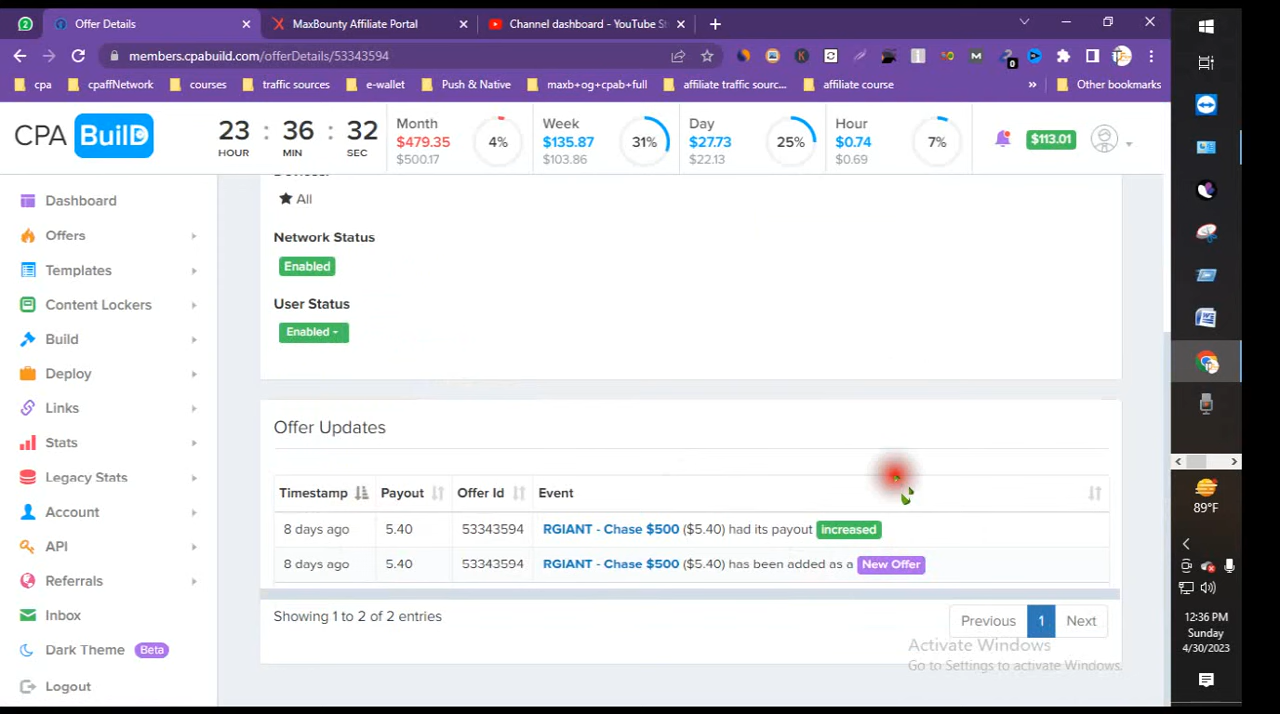 2
Offer Details
MaxBounty Affiliate Portal
Channel dashboard - YouTube St
members.cpabuild.com/offerDetails/53343594
cpa
cpaffNetwork
courses
traffic sources
e-wallet
Push & Native
maxb+og+cpab+full
affiliate traffic sourc...
affiliate course
»
Other bookmarks
0
CPA BuilD
23 : 36 : 32
HOUR MIN SEC
Month
$479.35
$500.17
4%
Week
$135.87
$103.86
31%
Day
$27.73
$22.13
25%
Hour
$0.74
$0.69
7%
$113.01
Dashboard
Offers
Templates
Content Lockers
Build
Deploy
Links
Stats
Legacy Stats
Account
API
Referrals
Inbox
Dark Theme Beta
Logout
Devices:
All
Network Status
Enabled
User Status
Enabled
Offer Updates
Timestamp Payout Offer Id Event
8 days ago 5.40 53343594 RGIANT - Chase $500 ($5.40) had its payout Increased
8 days ago 5.40 53343594 RGIANT - Chase $500 ($5.40) has been added as a New Offer
Showing 1 to 2 of 2 entries
Previous 1 Next
Activate Windows
Go to Settings to activate Windows.
89°F
12:36 PM
Sunday
4/30/2023